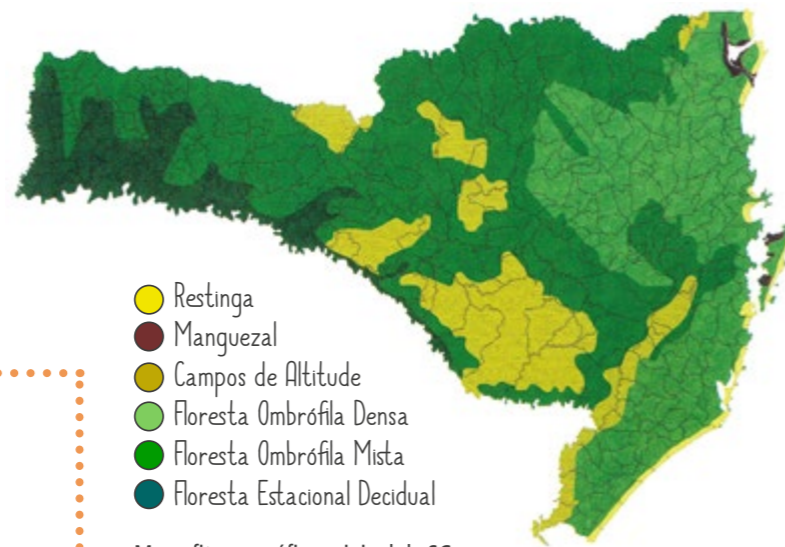 Restinga
Manguezal
Campos de Altitude
Floresta Ombrófila Densa
Floresta Ombrófila Mista
Floresta Estacional Decidual